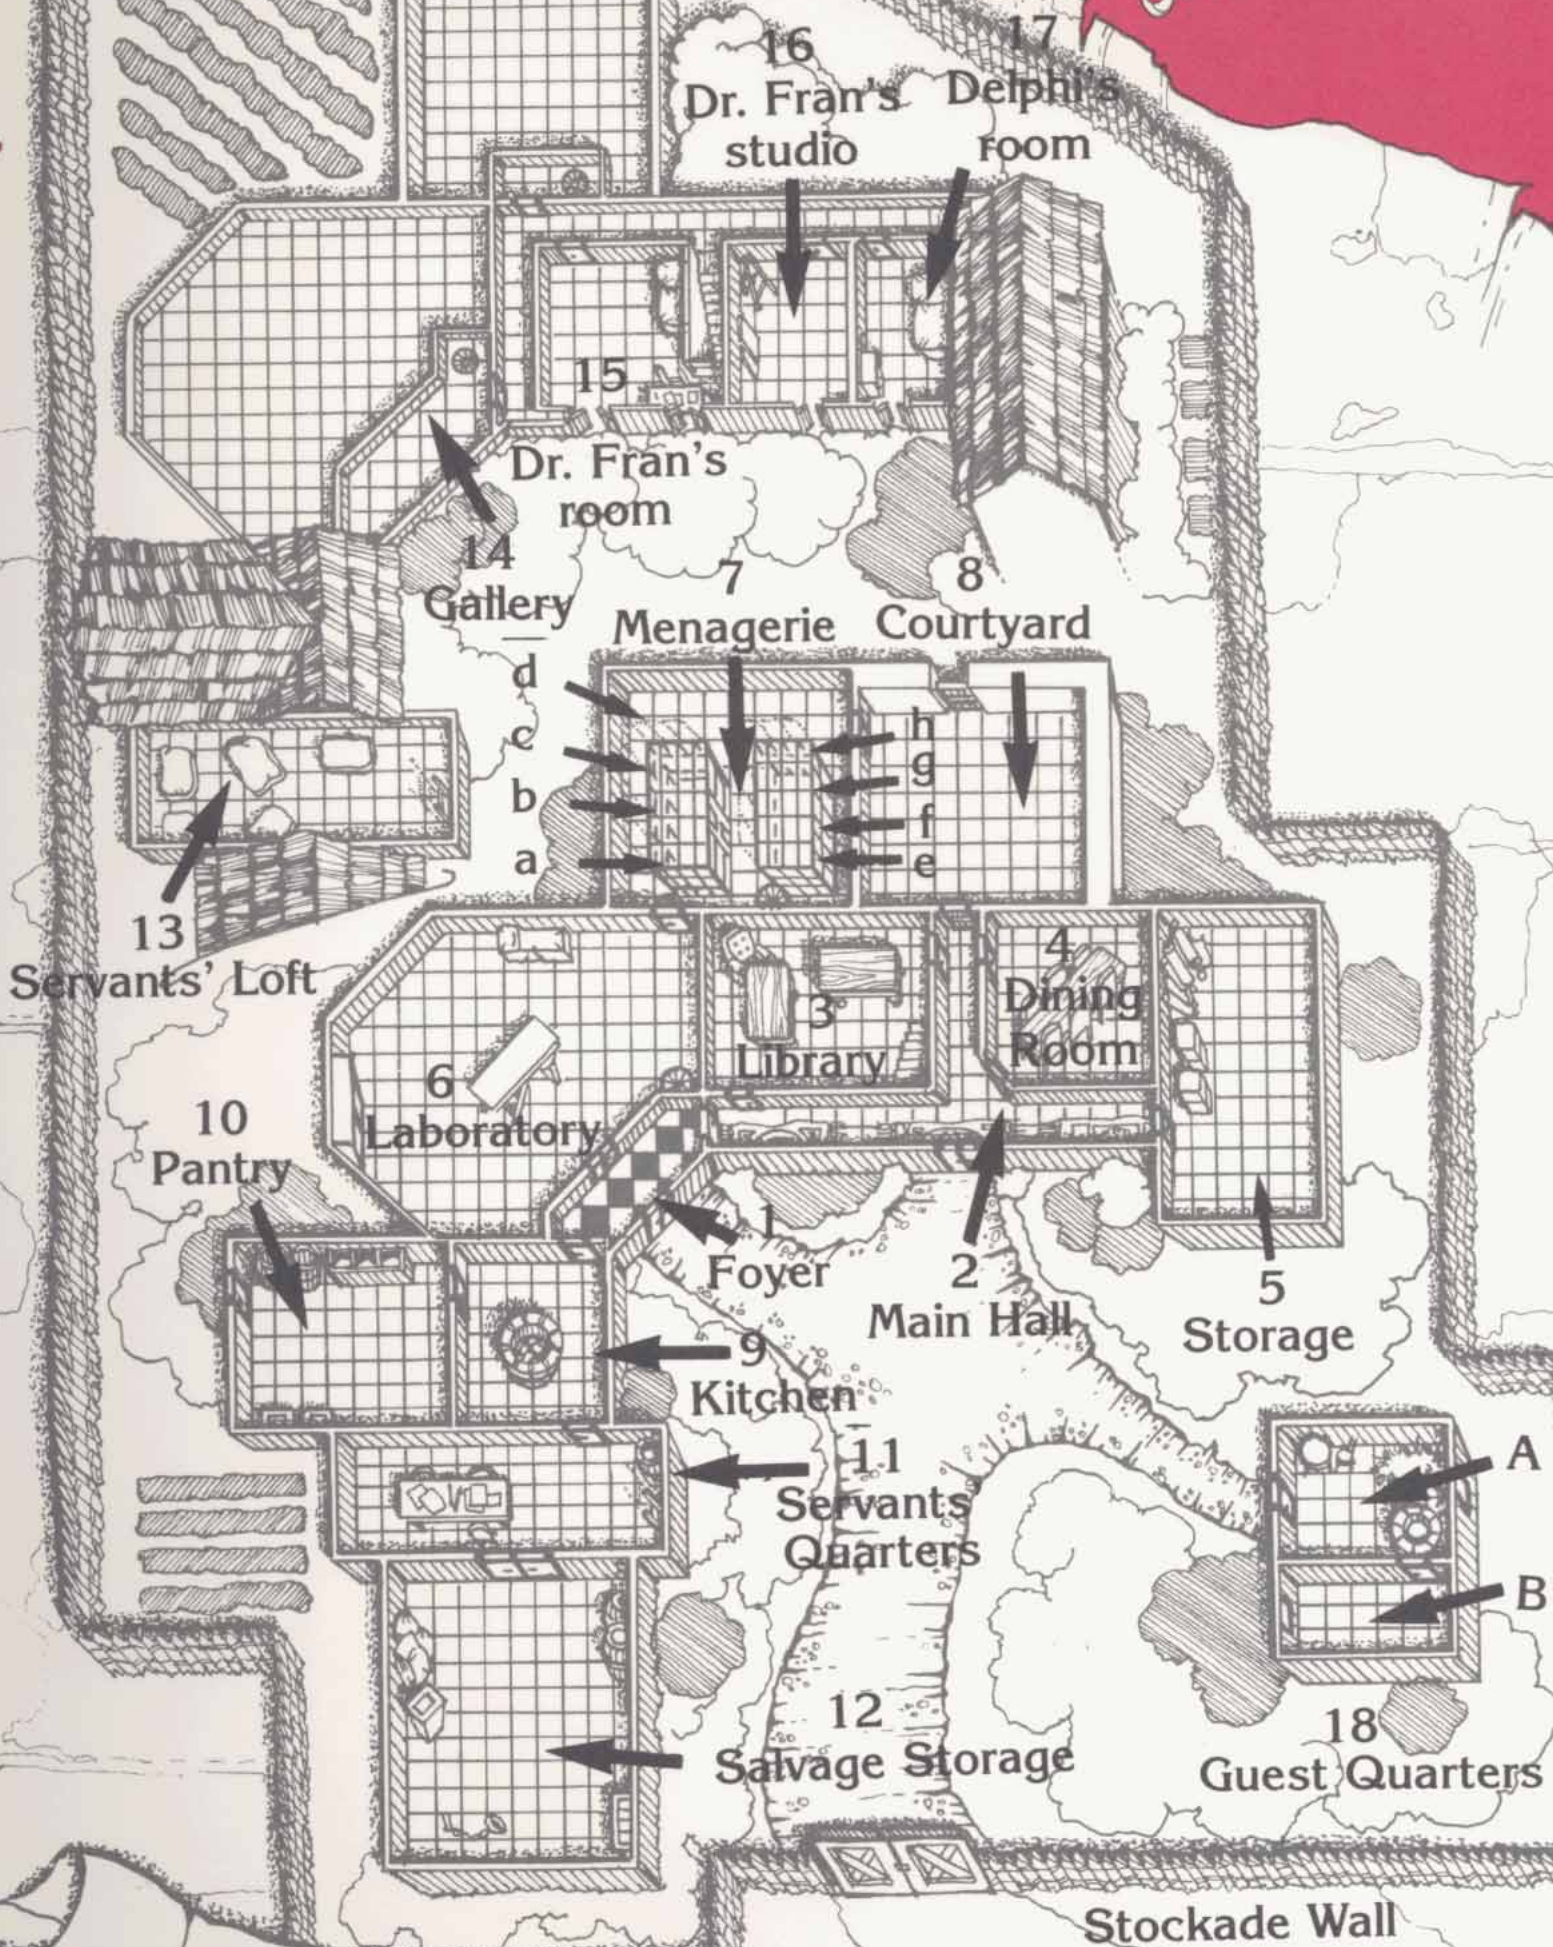 16
Dr. Fran's
studio
17
Delphi's
room
15
Dr. Fran's
room
14
Gallery
7
Menagerie
8
Courtyard
d
c
b
a
h
g
f
e
13
Servants' Loft
4
Dining
Room
3
Library
6
Laboratory
10
Pantry
1
Foyer
2
Main Hall
5
Storage
9
Kitchen
11
Servants
Quarters
A
B
12
Salvage Storage
18
Guest Quarters
Stockade Wall